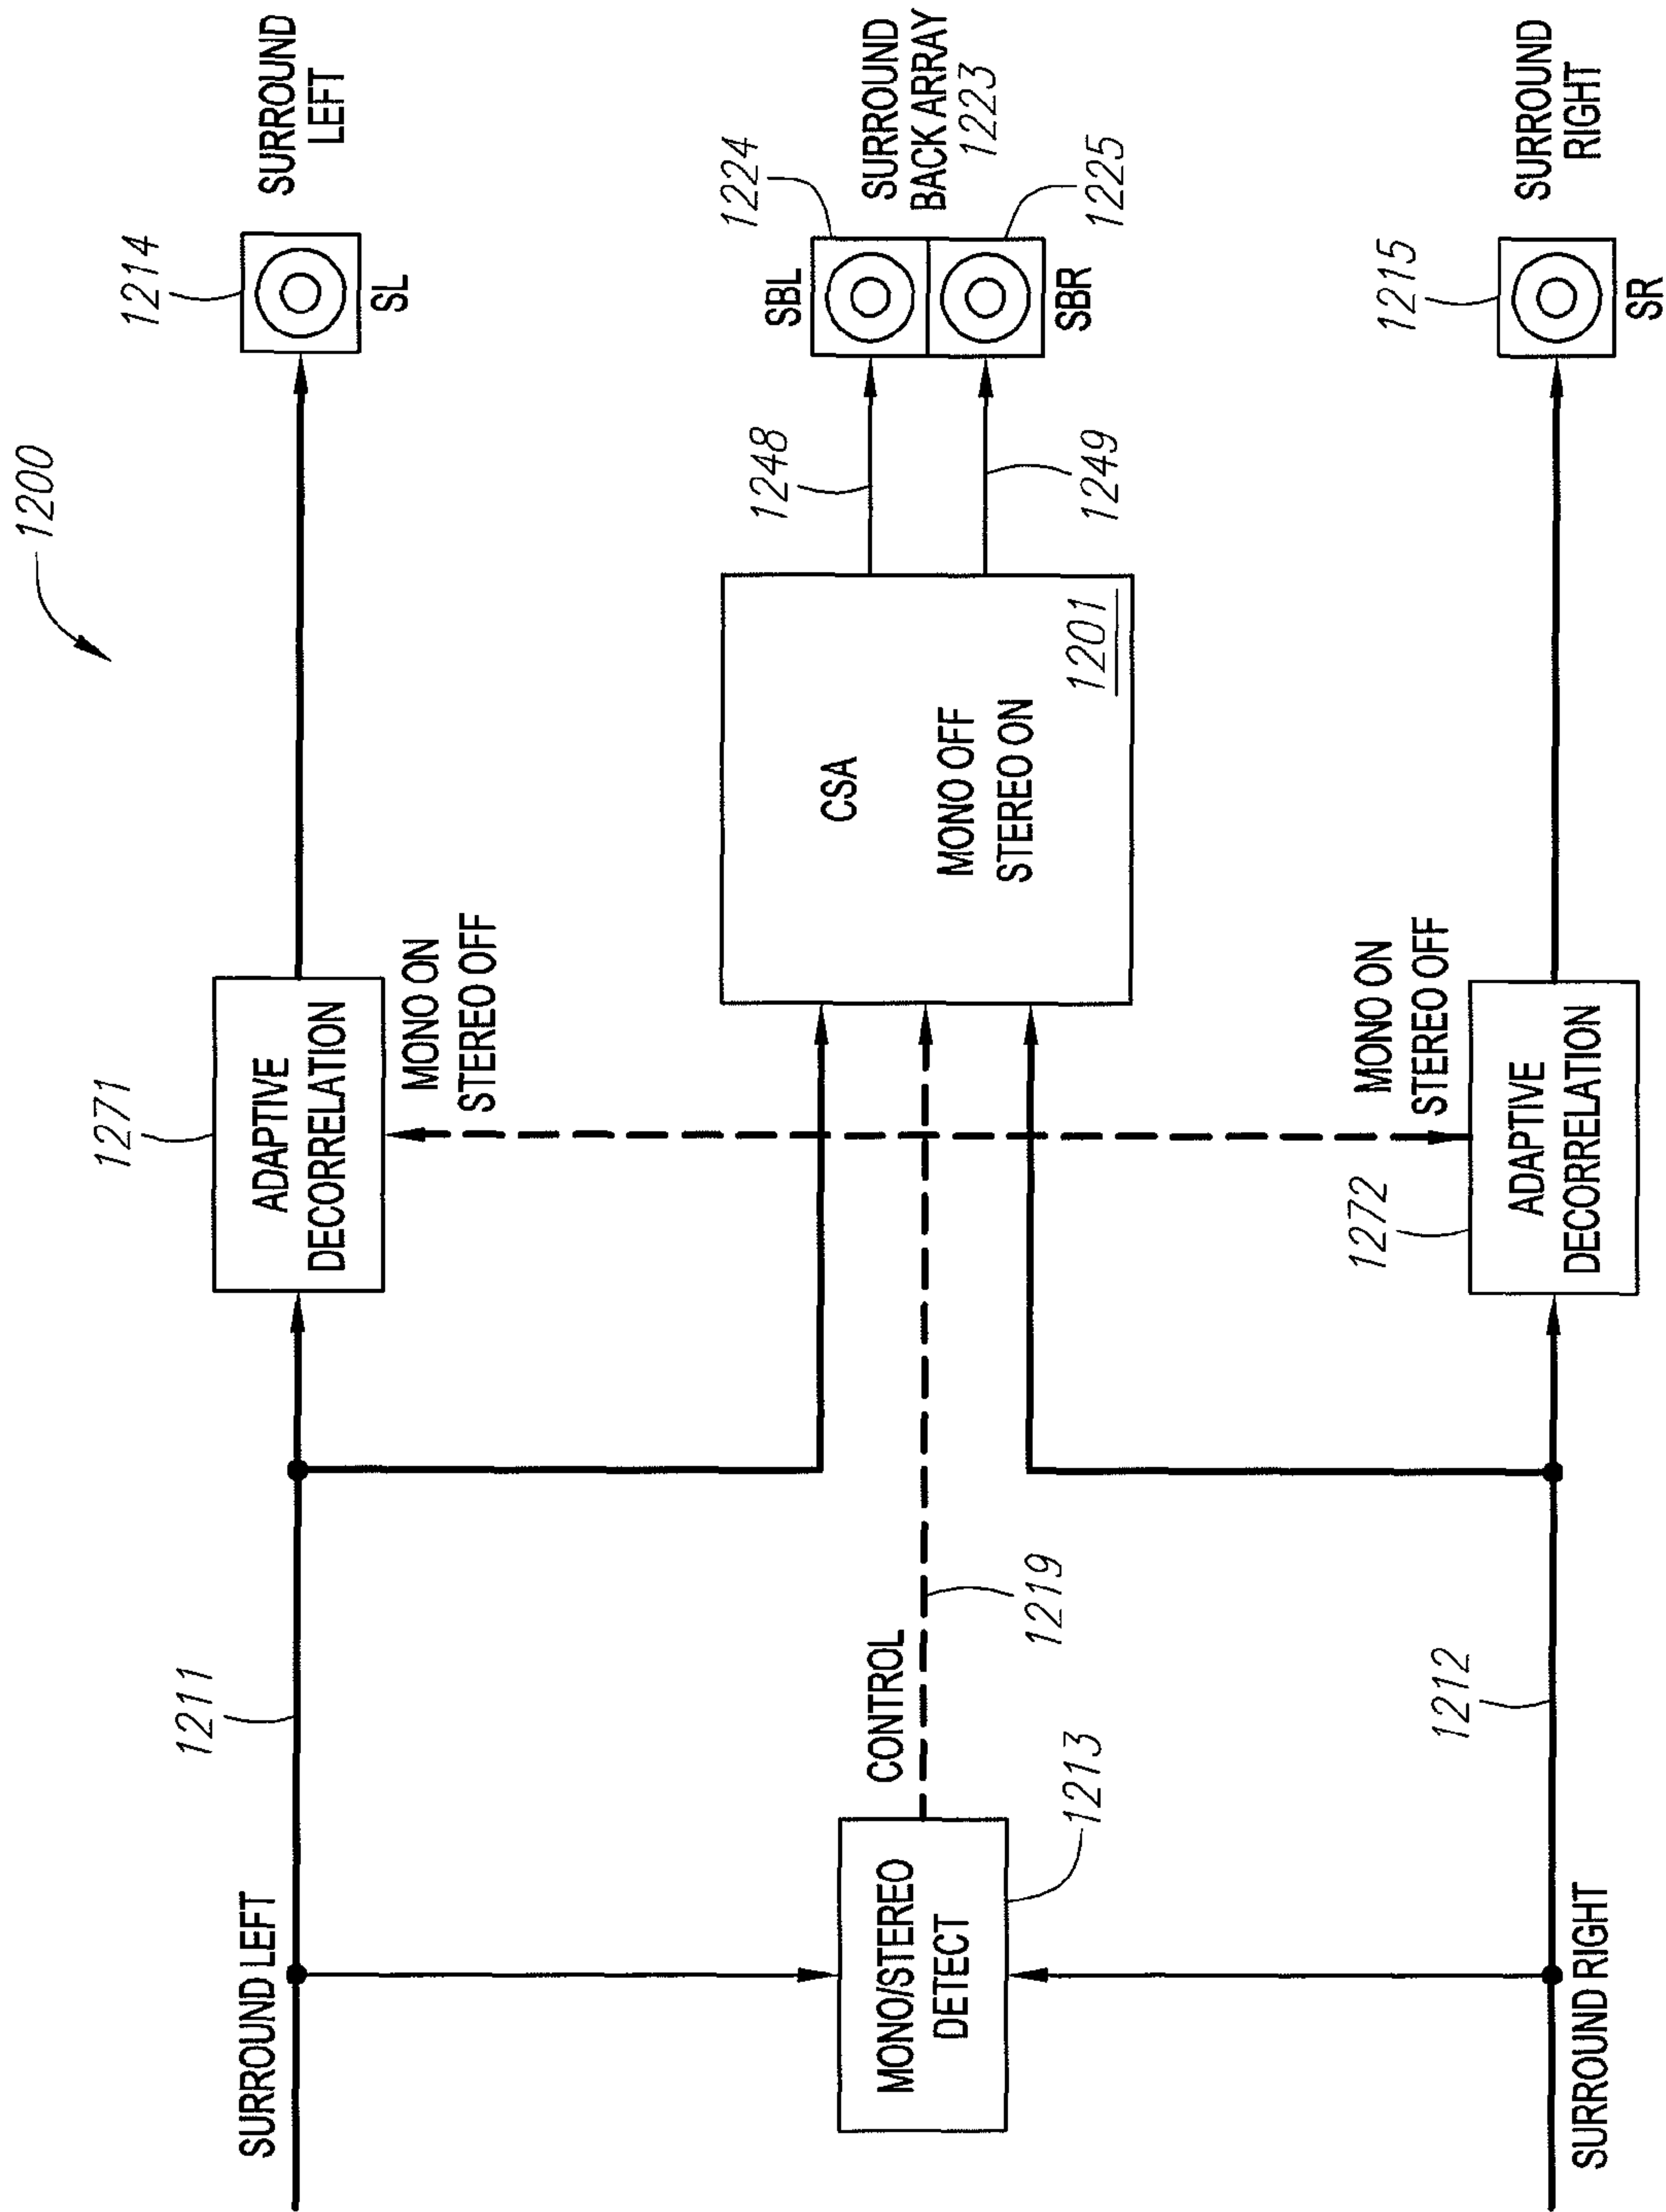 1200
SURROUND LEFT
1211
1271
ADAPTIVE
DECORRELATION
MONO ON
STEREO OFF
1214
SL
SURROUND
LEFT
MONO/STEREO
DETECT
1213
CONTROL
1219
CSA
MONO OFF
STEREO ON
1201
1248
1249
SBL
1224
SBR
1225
SURROUND
BACK ARRAY
1223
SURROUND RIGHT
1212
1272
MONO ON
STEREO OFF
ADAPTIVE
DECORRELATION
1215
SR
SURROUND
RIGHT